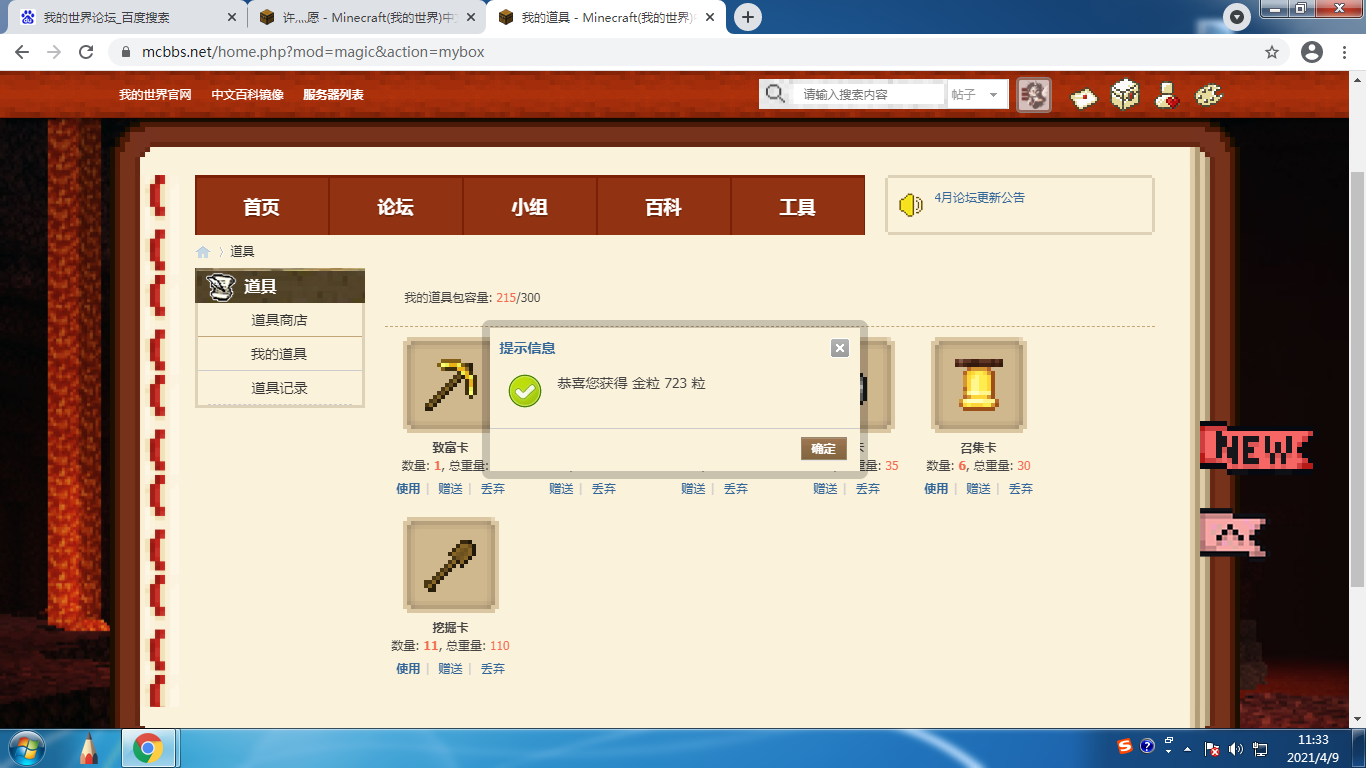 我的世界论坛_百度搜索
愿 - Minecraft(我的世界)中
我的道具 - Minecraft(我的世界)
mcbbs.net/home.php?mod=magic&action=mybox
我的世界官网 中文百科镜像 服务器列表
请输入搜索内容 帖子
首页 论坛 小组 百科 工具
4月论坛更新公告
道具
道具
道具商店
我的道具
道具记录
我的道具包容量: 215/300
提示信息
恭喜您获得 金粒 723 粒
确定
致富卡 卡 召集卡
数量: 1, 总重量: : 35 数量: 6, 总重量: 30
使用 | 赠送 | 丢弃 赠送 | 丢弃 赠送 | 丢弃 赠送 | 丢弃 使用 | 赠送 | 丢弃
NEW
挖掘卡
数量: 11, 总重量: 110
使用 | 赠送 | 丢弃
11:33
2021/4/9